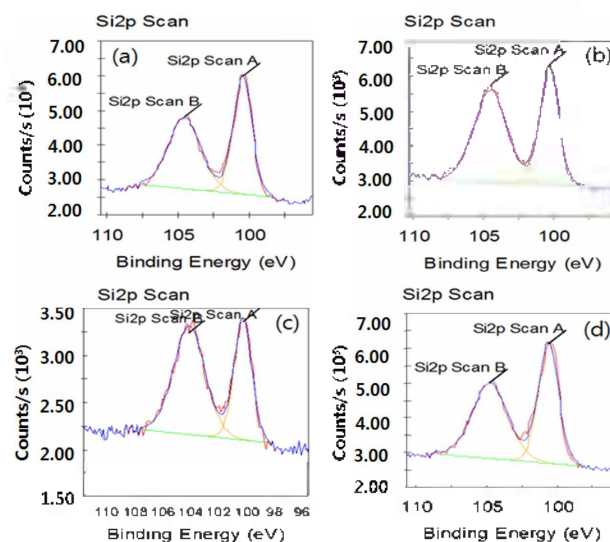 Si2p Scan
(a)
Si2p Scan A
Si2p Scan B
Counts/s (10³)
7.00
6.00
5.00
4.00
3.00
2.00
110 105 100
Binding Energy (eV)
Si2p Scan
(b)
Si2p Scan A
Si2p Scan B
Counts/s (10³)
7.00
6.00
5.00
4.00
3.00
2.00
110 105 100
Binding Energy (eV)
Si2p Scan
(c)
Si2p Scan B
Si2p Scan A
Counts/s (10³)
3.50
3.00
2.50
2.00
1.50
110 108 106 104 102 100 98 96
Binding Energy (eV)
Si2p Scan
(d)
Si2p Scan A
Si2p Scan B
Counts/s (10³)
7.00
6.00
5.00
4.00
3.00
2.00
110 105 100
Binding Energy (eV)